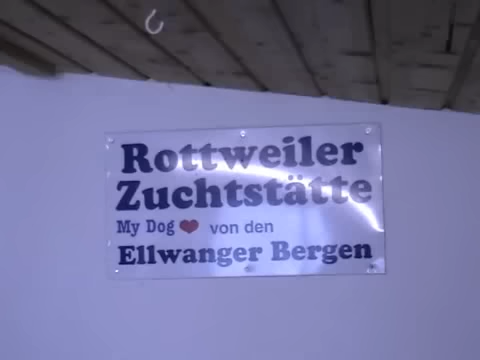 Rottweiler
Zuchtstätte
My Dog ❤ von den
Ellwanger Bergen